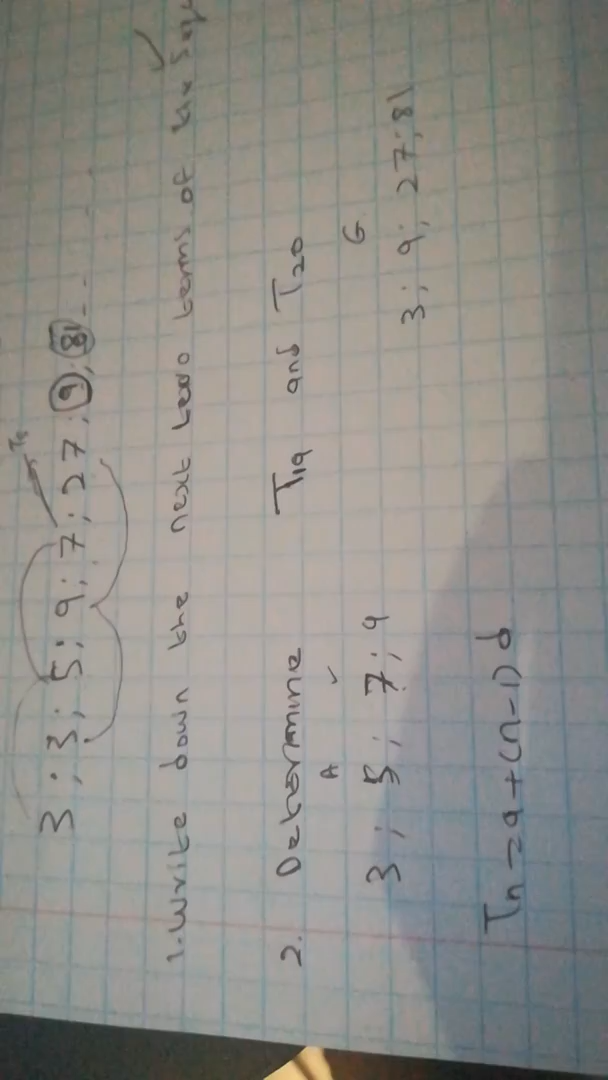 T6
3 ; 3 ; 5 ; 9 ; 7 ; 27 ; 9 ; 81 - - - -
1. Write down the next two terms of the
2. Determine T19 and T20
A G
3 ; 5 ; 7 ; 9 3 ; 9 ; 27 ; 81
Tn = a + (n-1) d